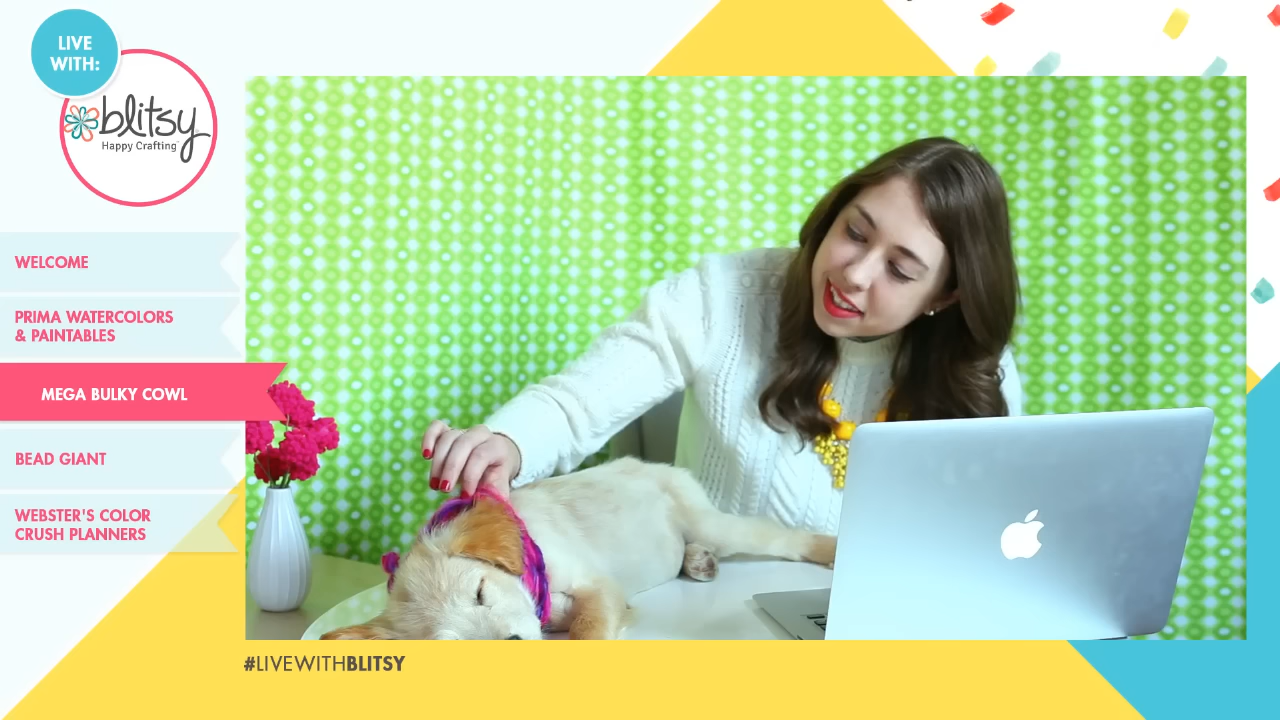 LIVE
WITH:
blitsy
Happy Crafting
WELCOME
PRIMA WATERCOLORS
& PAINTABLES
MEGA BULKY COWL
BEAD GIANT
WEBSTER'S COLOR
CRUSH PLANNERS
#LIVEWITHBLITSY